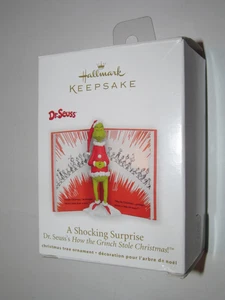 Hallmark
KEEPSAKE
Dr. Seuss
A Shocking Surprise
Dr. Seuss's How the Grinch Stole Christmas!™
christmas tree ornament • décoration pour l'arbre de noël